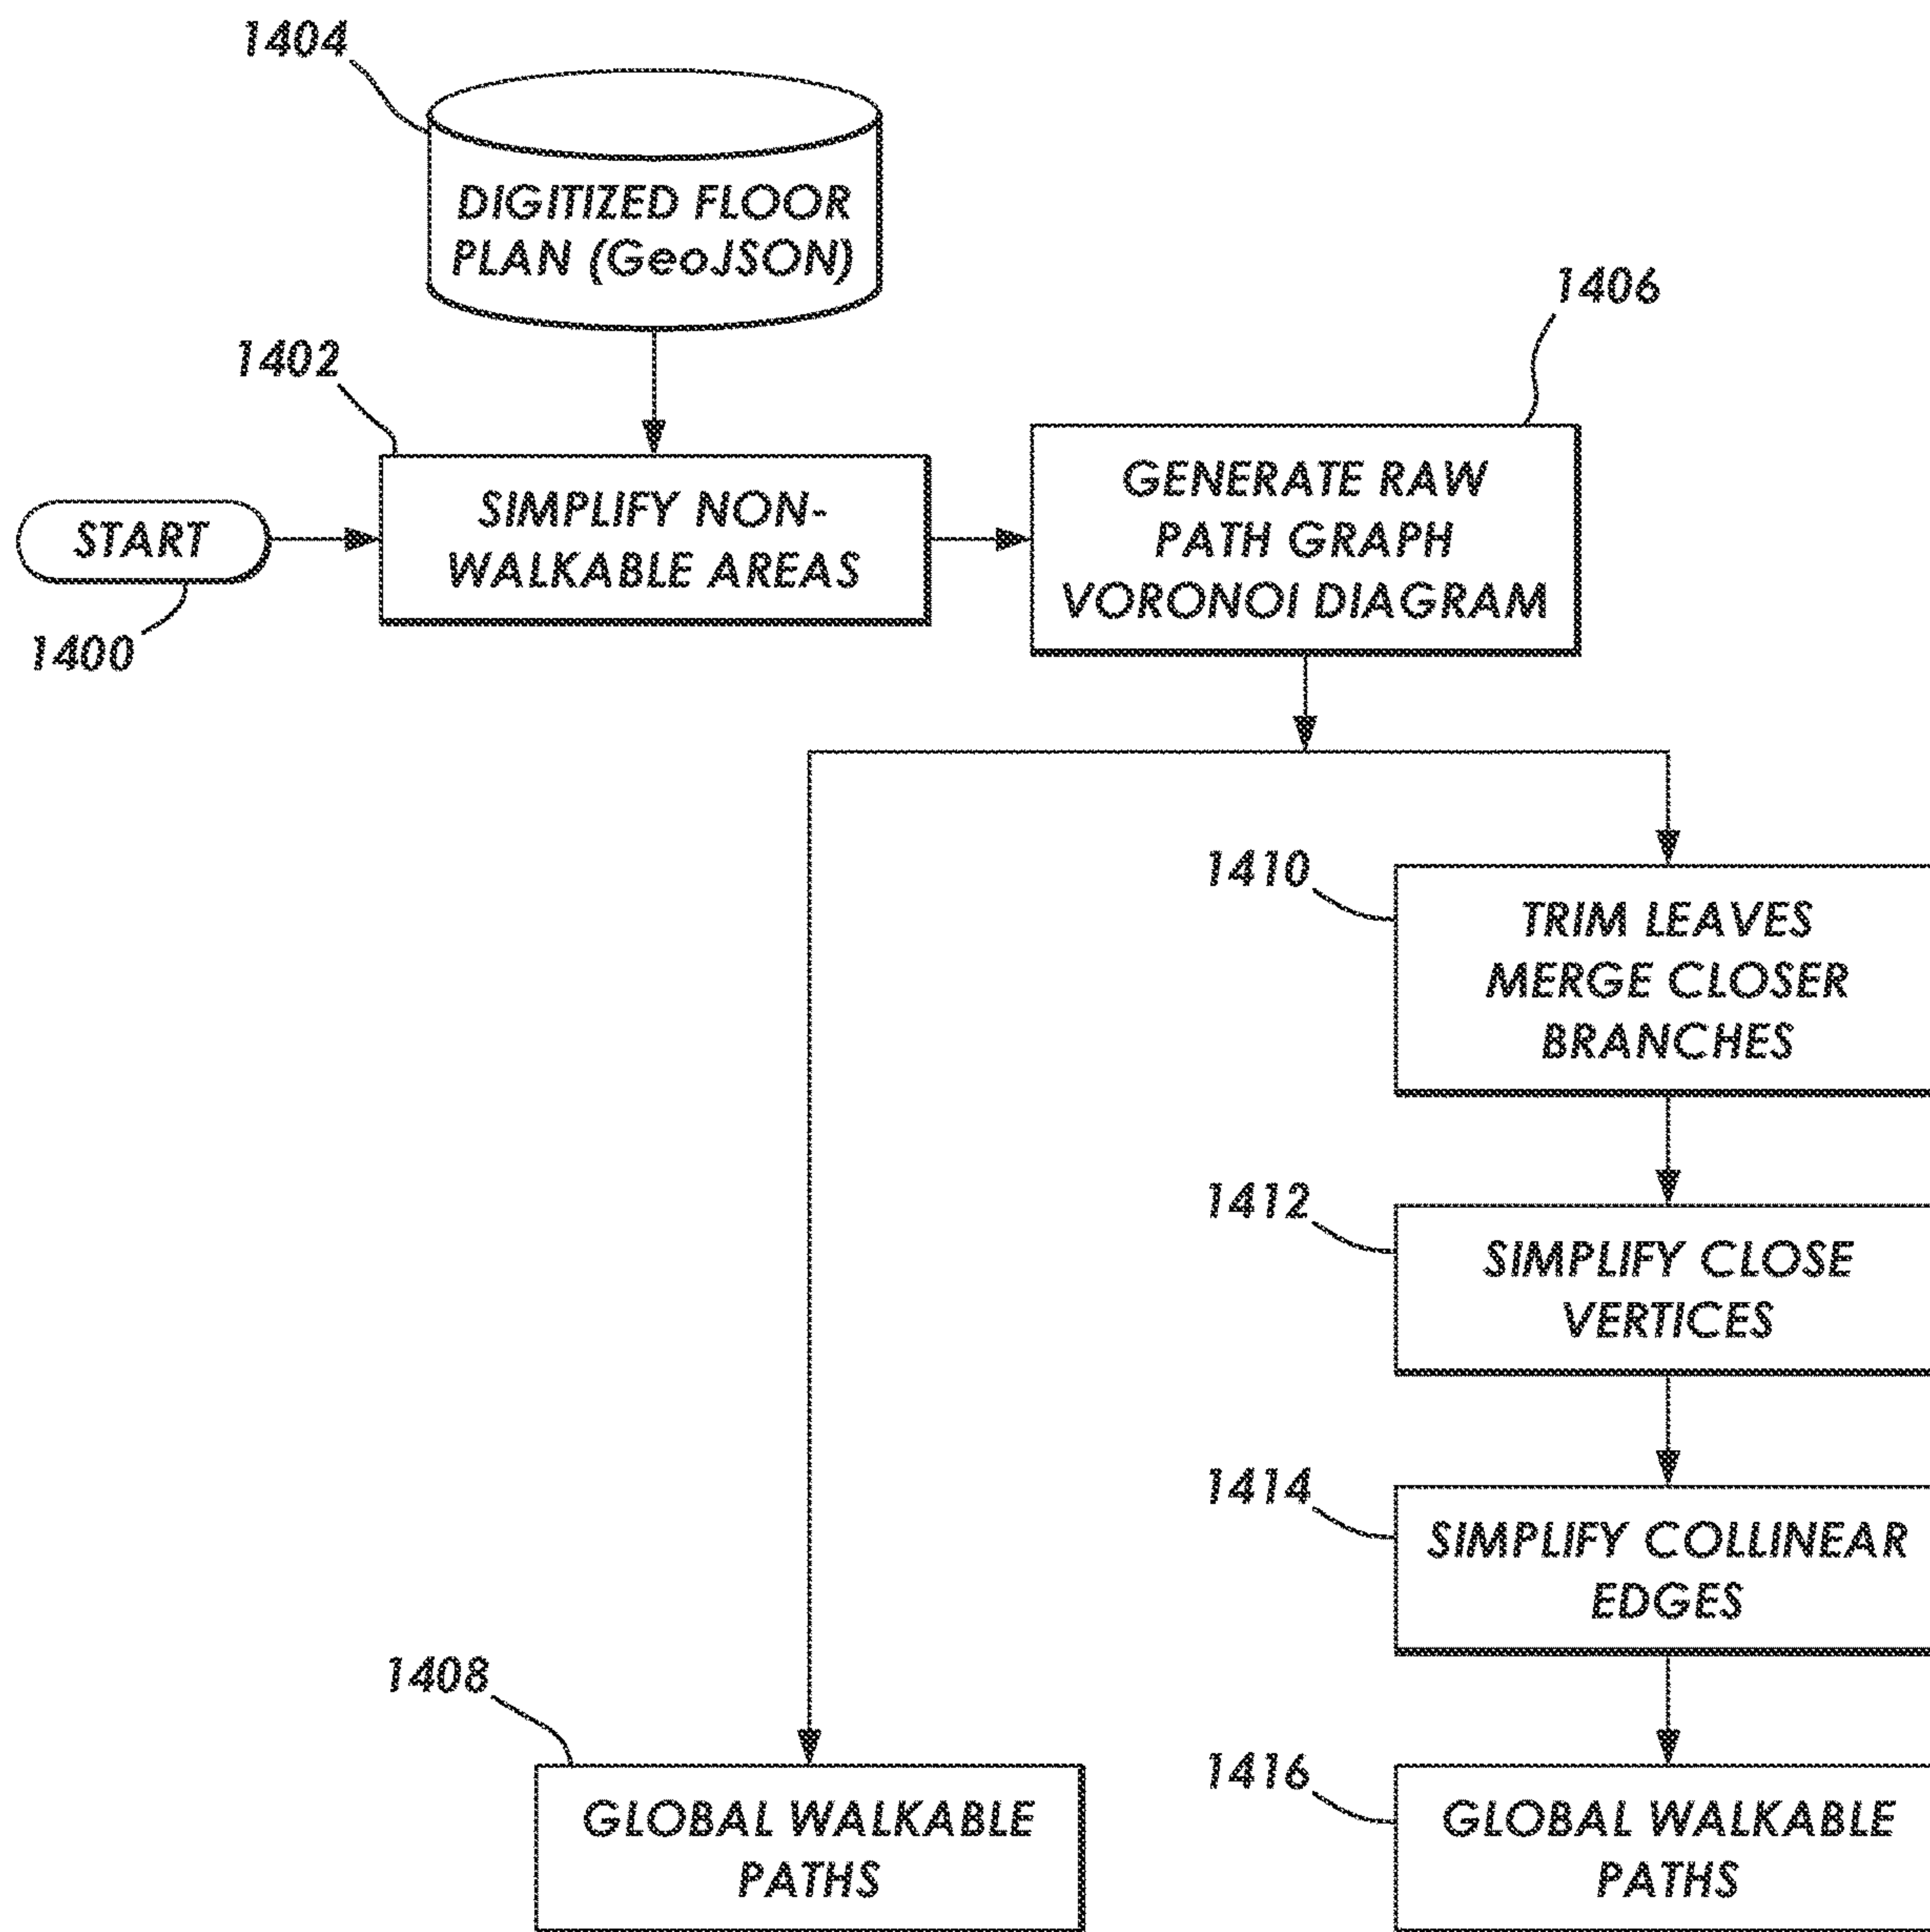 1404
DIGITIZED FLOOR
PLAN (GeoJSON)
1402
1406
START
1400
SIMPLIFY NON-
WALKABLE AREAS
GENERATE RAW
PATH GRAPH
VORONOI DIAGRAM
1410
TRIM LEAVES
MERGE CLOSER
BRANCHES
1412
SIMPLIFY CLOSE
VERTICES
1414
SIMPLIFY COLLINEAR
EDGES
1408
GLOBAL WALKABLE
PATHS
1416
GLOBAL WALKABLE
PATHS